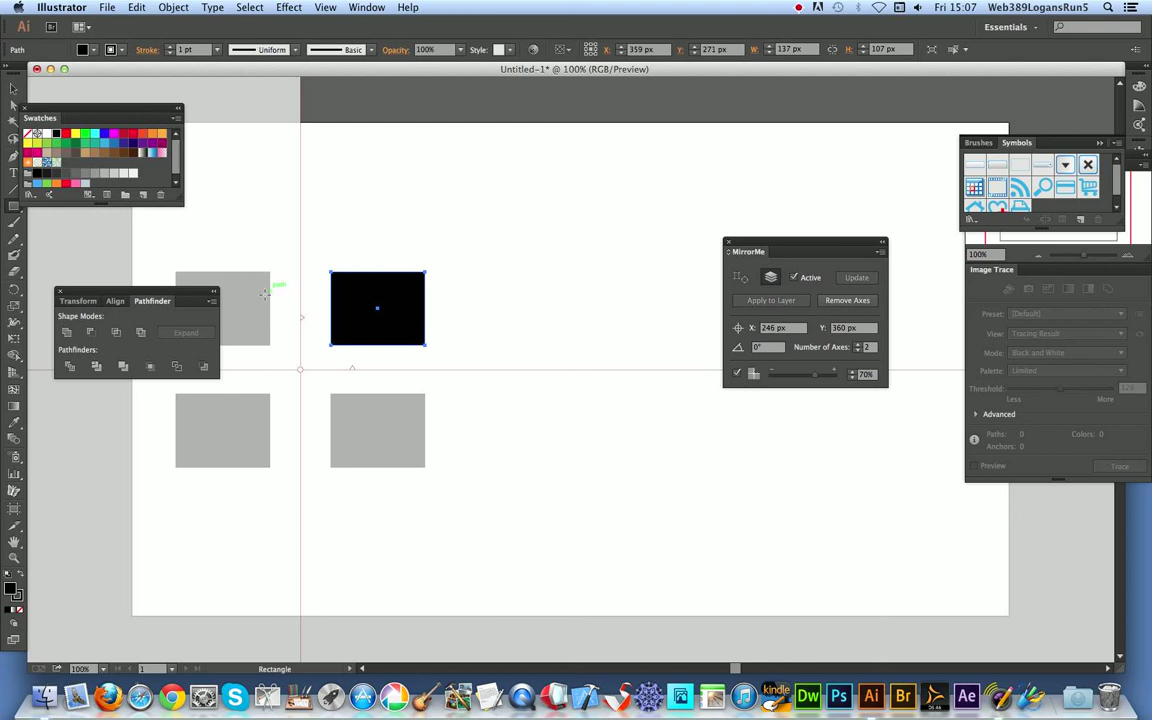 Illustrator File Edit Object Type Select Effect View Window Help Fri 15:07 Web389LogansRun5
Ai Br Essentials
Path Stroke: 1 pt Uniform Basic Opacity: 100% Style: X: 359 px Y: 271 px W: 137 px H: 107 px
Untitled-1* @ 100% (RGB/Preview)
Swatches
Brushes Symbols
path
MirrorMe
Active Update
Apply to Layer Remove Axes
X: 246 px Y: 360 px
0° Number of Axes: 2
70%
Transform Align Pathfinder
Shape Modes:
Expand
Pathfinders:
100%
Image Trace
Preset: [Default]
View: Tracing Result
Mode: Black and White
Palette: Limited
Threshold: 128
Less More
Advanced
Paths: 0 Colors: 0
Anchors: 0
Preview Trace
100% 1 Rectangle
kindle Dw Ps Ai Br Ae